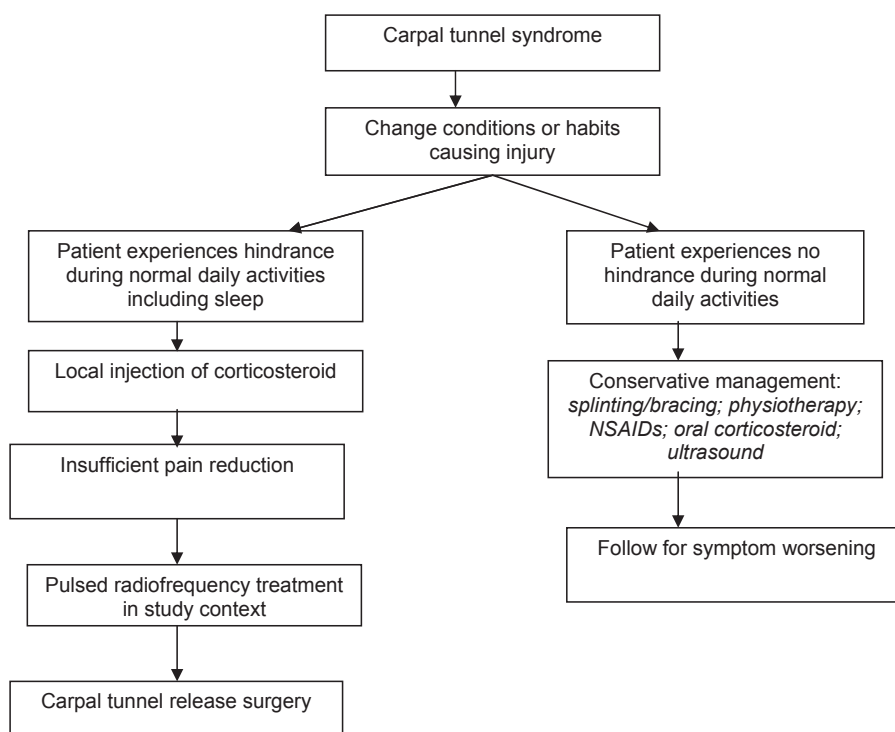 Carpal tunnel syndrome
Change conditions or habits
causing injury
Patient experiences hindrance
during normal daily activities
including sleep
Local injection of corticosteroid
Insufficient pain reduction
Pulsed radiofrequency treatment
in study context
Carpal tunnel release surgery
Patient experiences no
hindrance during normal
daily activities
Conservative management:
splinting/bracing; physiotherapy;
NSAIDs; oral corticosteroid;
ultrasound
Follow for symptom worsening